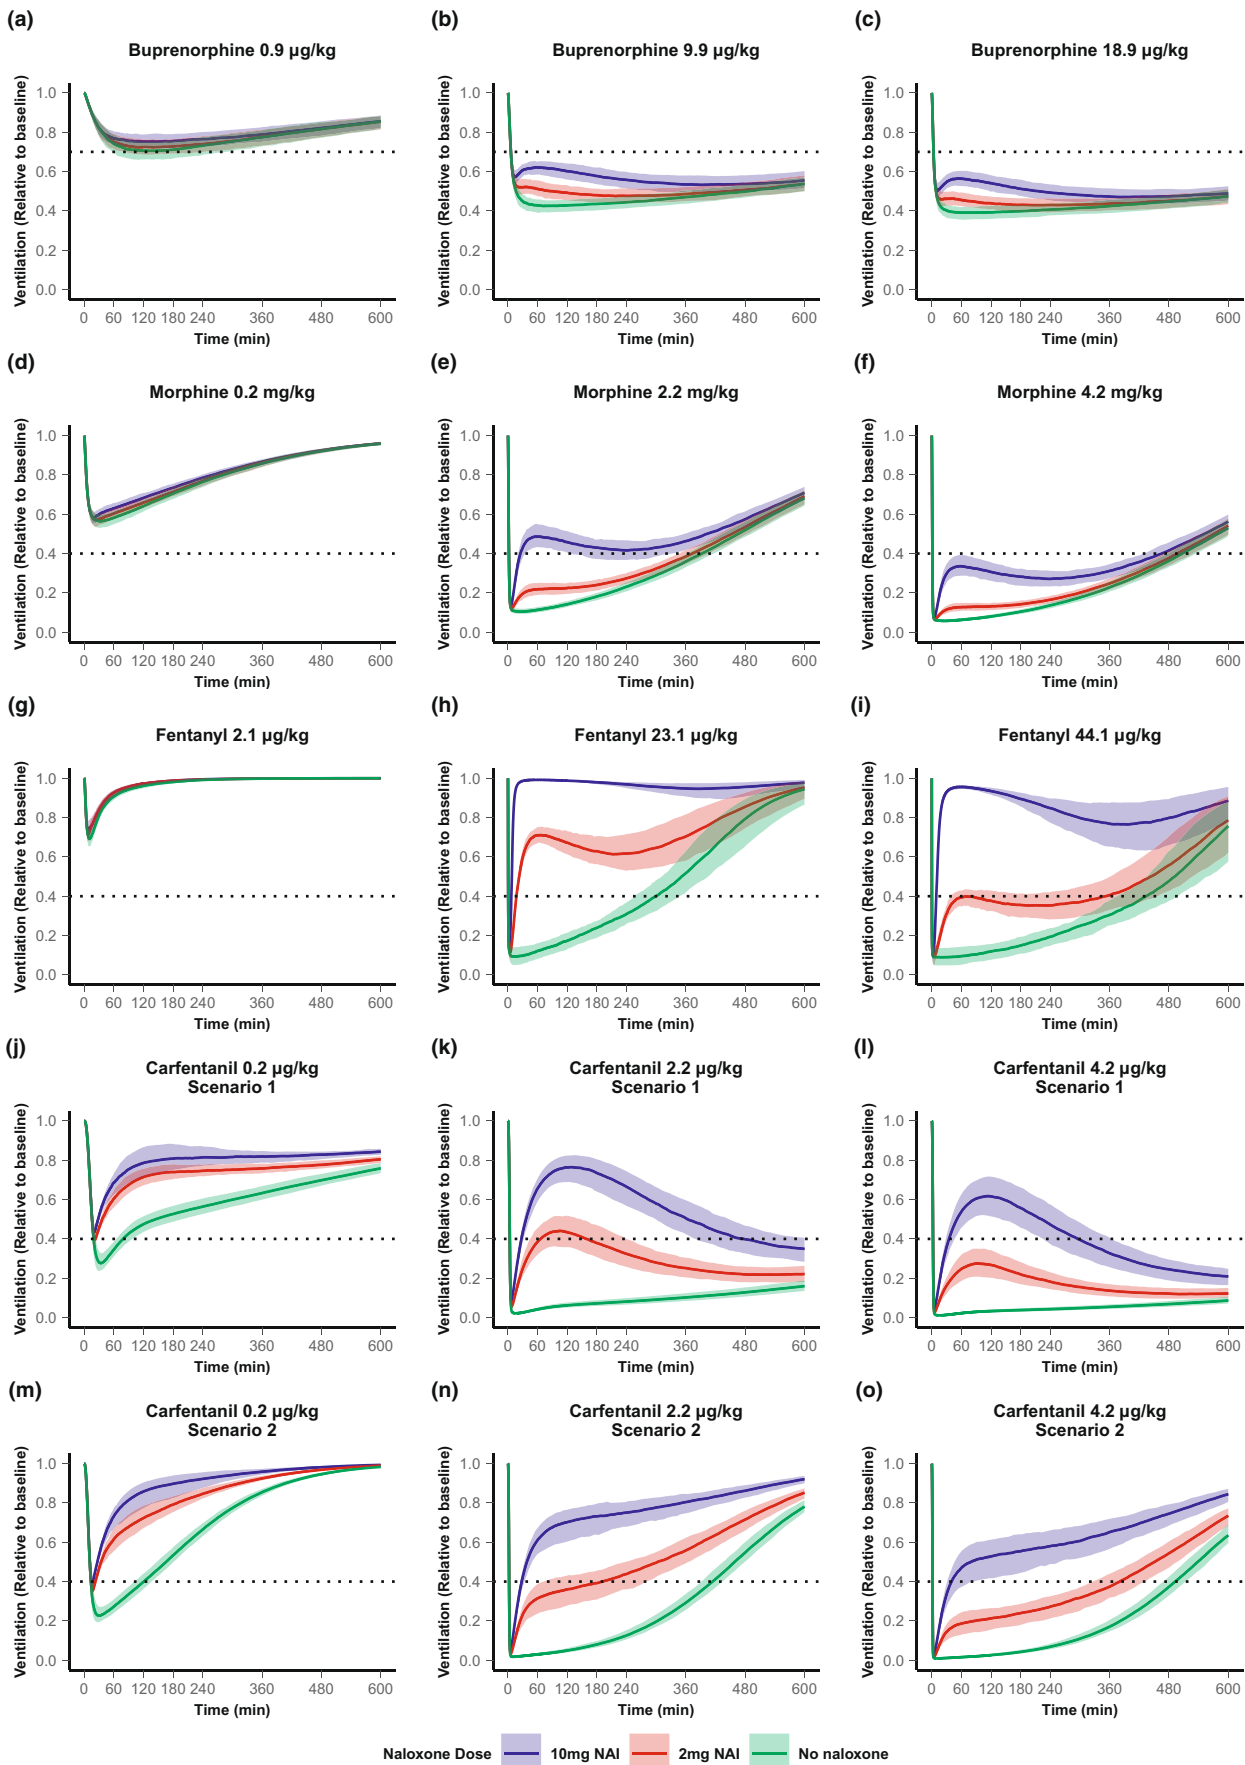 (a) (b) (c)
Buprenorphine 0.9 µg/kg Buprenorphine 9.9 µg/kg Buprenorphine 18.9 µg/kg
Ventilation (Relative to baseline) Ventilation (Relative to baseline) Ventilation (Relative to baseline)
1.0 1.0 1.0
0.8 0.8 0.8
0.6 0.6 0.6
0.4 0.4 0.4
0.2 0.2 0.2
0.0 0.0 0.0
0 60 120 180 240 360 480 600 0 60 120 180 240 360 480 600 0 60 120 180 240 360 480 600
Time (min) Time (min) Time (min)
(d) (e) (f)
Morphine 0.2 mg/kg Morphine 2.2 mg/kg Morphine 4.2 mg/kg
Ventilation (Relative to baseline) Ventilation (Relative to baseline) Ventilation (Relative to baseline)
1.0 1.0 1.0
0.8 0.8 0.8
0.6 0.6 0.6
0.4 0.4 0.4
0.2 0.2 0.2
0.0 0.0 0.0
0 60 120 180 240 360 480 600 0 60 120 180 240 360 480 600 0 60 120 180 240 360 480 600
Time (min) Time (min) Time (min)
(g) (h) (i)
Fentanyl 2.1 µg/kg Fentanyl 23.1 µg/kg Fentanyl 44.1 µg/kg
Ventilation (Relative to baseline) Ventilation (Relative to baseline) Ventilation (Relative to baseline)
1.0 1.0 1.0
0.8 0.8 0.8
0.6 0.6 0.6
0.4 0.4 0.4
0.2 0.2 0.2
0.0 0.0 0.0
0 60 120 180 240 360 480 600 0 60 120 180 240 360 480 600 0 60 120 180 240 360 480 600
Time (min) Time (min) Time (min)
(j) (k) (l)
Carfentanil 0.2 µg/kg Carfentanil 2.2 µg/kg Carfentanil 4.2 µg/kg
Scenario 1 Scenario 1 Scenario 1
Ventilation (Relative to baseline) Ventilation (Relative to baseline) Ventilation (Relative to baseline)
1.0 1.0 1.0
0.8 0.8 0.8
0.6 0.6 0.6
0.4 0.4 0.4
0.2 0.2 0.2
0.0 0.0 0.0
0 60 120 180 240 360 480 600 0 60 120 180 240 360 480 600 0 60 120 180 240 360 480 600
Time (min) Time (min) Time (min)
(m) (n) (o)
Carfentanil 0.2 µg/kg Carfentanil 2.2 µg/kg Carfentanil 4.2 µg/kg
Scenario 2 Scenario 2 Scenario 2
Ventilation (Relative to baseline) Ventilation (Relative to baseline) Ventilation (Relative to baseline)
1.0 1.0 1.0
0.8 0.8 0.8
0.6 0.6 0.6
0.4 0.4 0.4
0.2 0.2 0.2
0.0 0.0 0.0
0 60 120 180 240 360 480 600 0 60 120 180 240 360 480 600 0 60 120 180 240 360 480 600
Time (min) Time (min) Time (min)
Naloxone Dose 10mg NAI 2mg NAI No naloxone